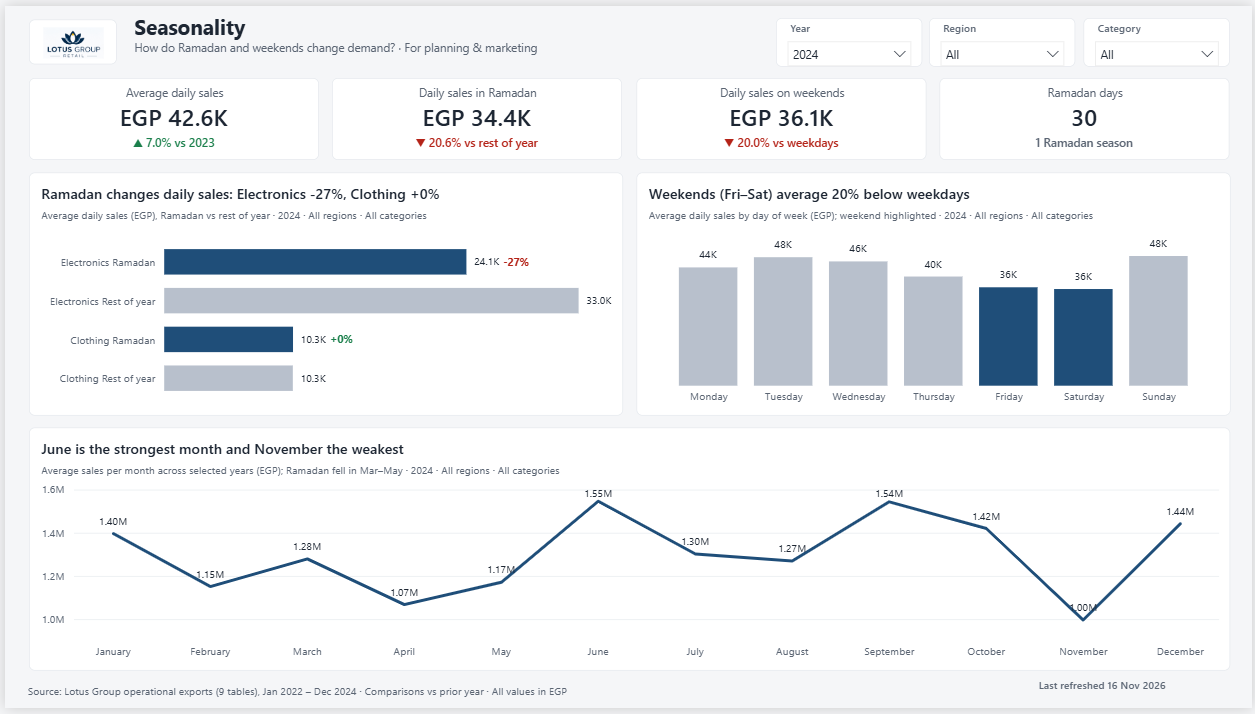 LOTUS GROUP
RETAIL
Seasonality
How do Ramadan and weekends change demand? · For planning & marketing
Year
2024
Region
All
Category
All
Average daily sales
EGP 42.6K
▲ 7.0% vs 2023
Daily sales in Ramadan
EGP 34.4K
▼ 20.6% vs rest of year
Daily sales on weekends
EGP 36.1K
▼ 20.0% vs weekdays
Ramadan days
30
1 Ramadan season
Ramadan changes daily sales: Electronics -27%, Clothing +0%
Average daily sales (EGP), Ramadan vs rest of year · 2024 · All regions · All categories
Electronics Ramadan 24.1K -27%
Electronics Rest of year 33.0K
Clothing Ramadan 10.3K +0%
Clothing Rest of year 10.3K
Weekends (Fri–Sat) average 20% below weekdays
Average daily sales by day of week (EGP); weekend highlighted · 2024 · All regions · All categories
44K 48K 46K 40K 36K 36K 48K
Monday Tuesday Wednesday Thursday Friday Saturday Sunday
June is the strongest month and November the weakest
Average sales per month across selected years (EGP); Ramadan fell in Mar–May · 2024 · All regions · All categories
1.6M
1.4M
1.2M
1.0M
1.40M 1.15M 1.28M 1.07M 1.17M 1.55M 1.30M 1.27M 1.54M 1.42M 1.00M 1.44M
January February March April May June July August September October November December
Source: Lotus Group operational exports (9 tables), Jan 2022 – Dec 2024 · Comparisons vs prior year · All values in EGP
Last refreshed 16 Nov 2026